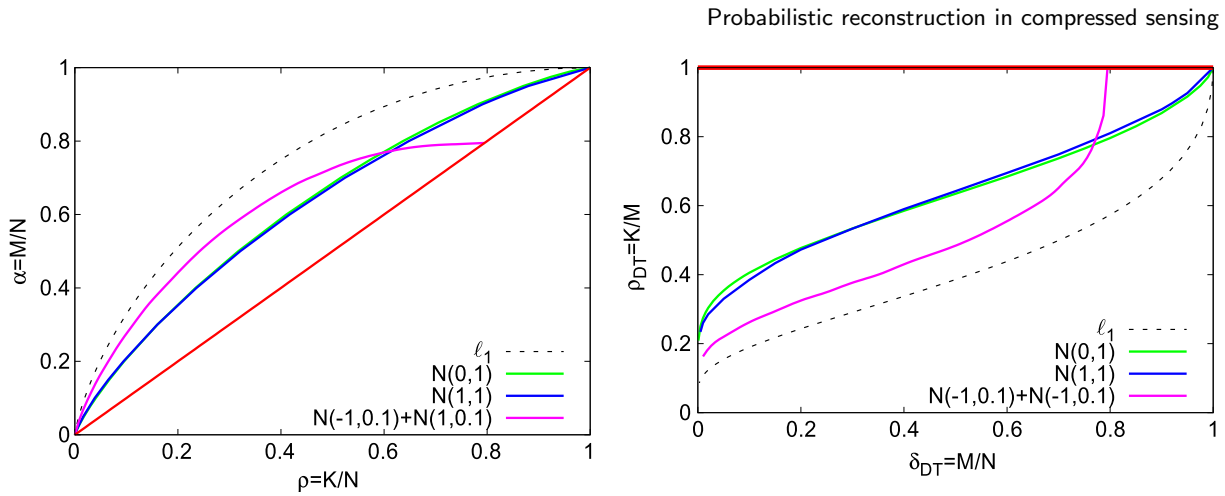 Probabilistic reconstruction in compressed sensing
1
0.8
0.6
0.4
0.2
0
α=M/N
0 0.2 0.4 0.6 0.8 1
ρ=K/N
ℓ1
N(0,1)
N(1,1)
N(-1,0.1)+N(1,0.1)
1
0.8
0.6
0.4
0.2
0
ρDT=K/M
0 0.2 0.4 0.6 0.8 1
δDT=M/N
ℓ1
N(0,1)
N(1,1)
N(-1,0.1)+N(-1,0.1)